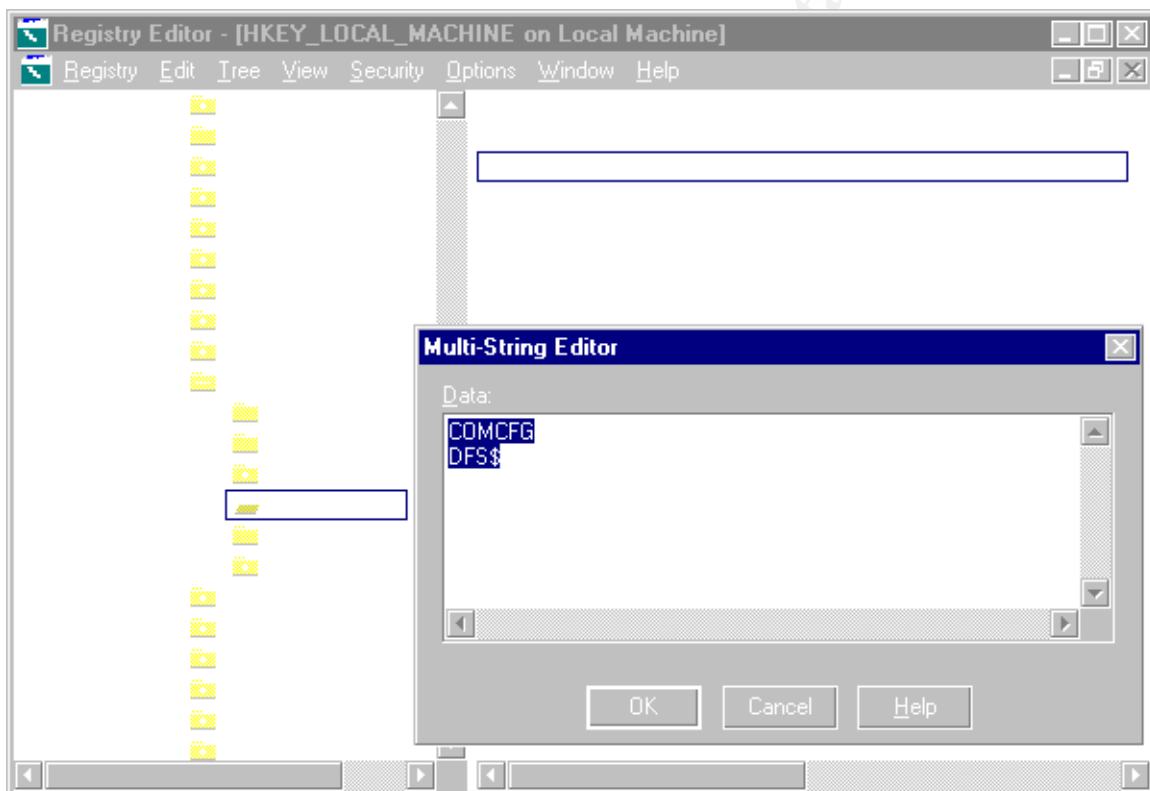 Registry Editor - [HKEY_LOCAL_MACHINE on Local Machine]
Registry Edit Tree View Security Options Window Help
Multi-String Editor
Data:
COMCFG
DFS$
OK Cancel Help